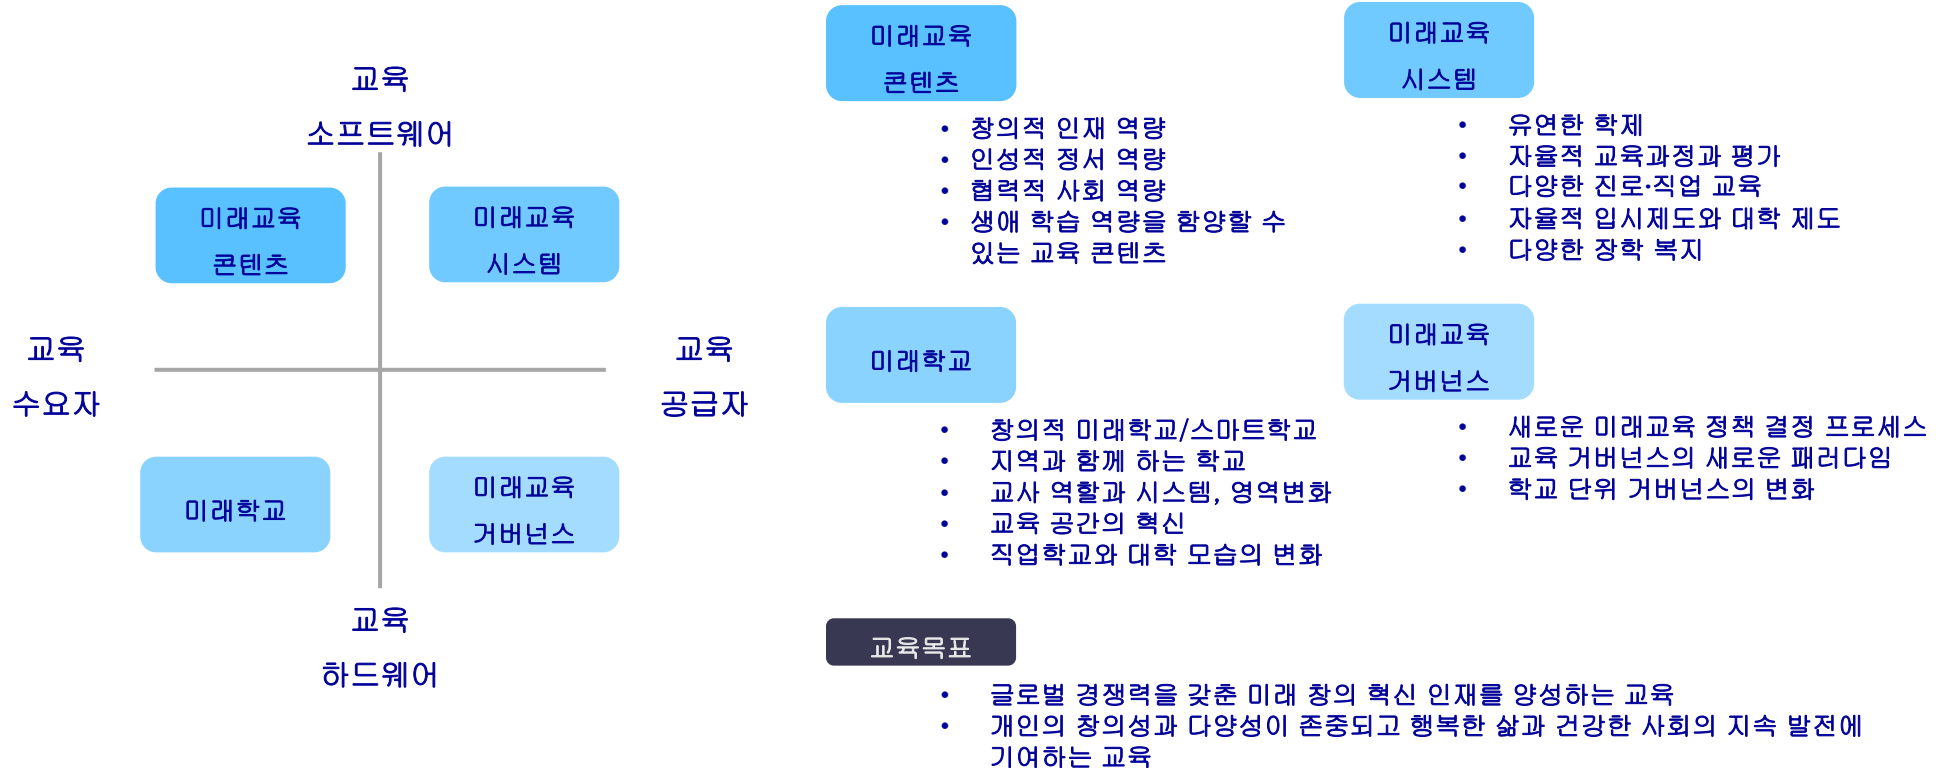 교육
소프트웨어
미래교육
콘텐츠
미래교육
시스템
교육
수요자
교육
공급자
미래학교
미래교육
거버넌스
교육
하드웨어
미래교육
콘텐츠
• 창의적 인재 역량
• 인성적 정서 역량
• 협력적 사회 역량
• 생애 학습 역량을 함양할 수
있는 교육 콘텐츠
미래교육
시스템
• 유연한 학제
• 자율적 교육과정과 평가
• 다양한 진로·직업 교육
• 자율적 입시제도와 대학 제도
• 다양한 장학 복지
미래학교
• 창의적 미래학교/스마트학교
• 지역과 함께 하는 학교
• 교사 역할과 시스템, 영역변화
• 교육 공간의 혁신
• 직업학교와 대학 모습의 변화
미래교육
거버넌스
• 새로운 미래교육 정책 결정 프로세스
• 교육 거버넌스의 새로운 패러다임
• 학교 단위 거버넌스의 변화
교육목표
• 글로벌 경쟁력을 갖춘 미래 창의 혁신 인재를 양성하는 교육
• 개인의 창의성과 다양성이 존중되고 행복한 삶과 건강한 사회의 지속 발전에
기여하는 교육